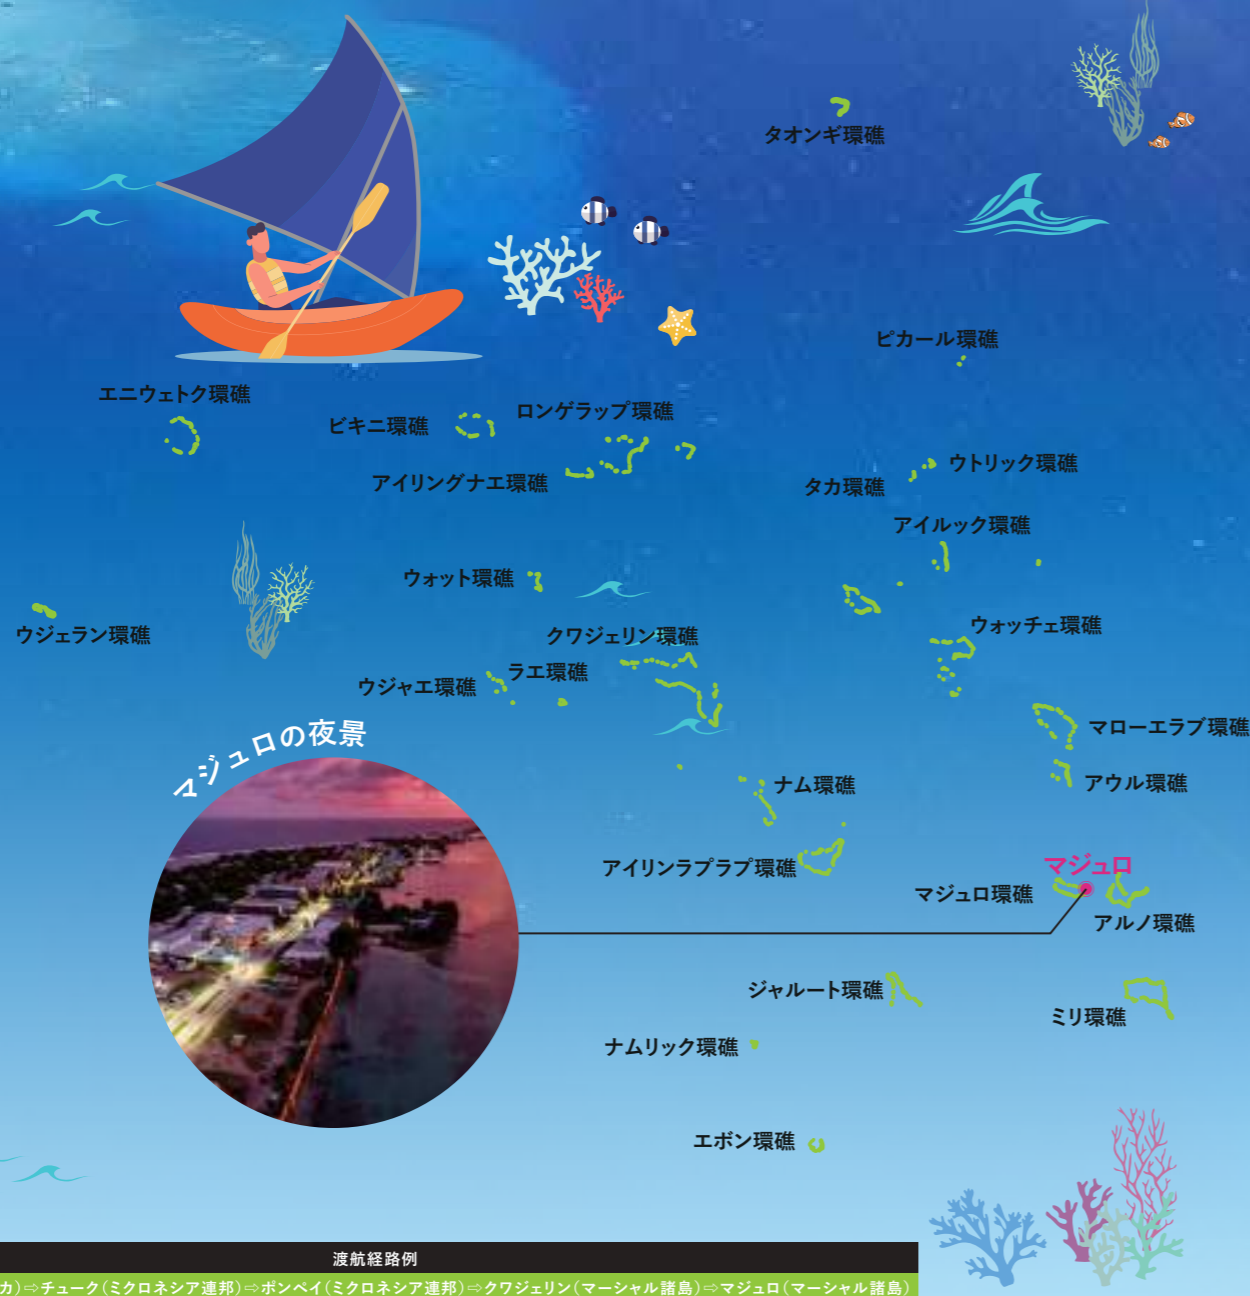 タオンギ環礁
ピカール環礁
エニウェトク環礁
ビキニ環礁
ロンゲラップ環礁
アイリングナエ環礁
タカ環礁
ウトリック環礁
アイルック環礁
ウォット環礁
ウジェラン環礁
クワジェリン環礁
ウォッチェ環礁
ウジャエ環礁
ラエ環礁
マジュロの夜景
マローエラブ環礁
ナム環礁
アウル環礁
アイリンラプラプ環礁
マジュロ環礁
マジュロ
アルノ環礁
ジャルート環礁
ミリ環礁
ナムリック環礁
エボン環礁
渡航経路例
カ)⇨チューク(ミクロネシア連邦)⇨ポンペイ(ミクロネシア連邦)⇨クワジェリン(マーシャル諸島)⇨マジュロ(マーシャル諸島)